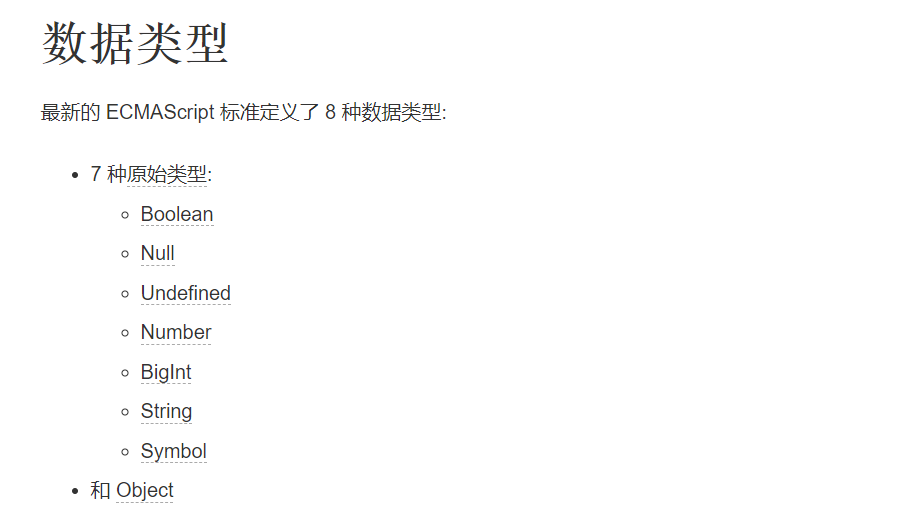 数据类型
最新的 ECMAScript 标准定义了 8 种数据类型:
7 种原始类型:
Boolean
Null
Undefined
Number
BigInt
String
Symbol
和 Object